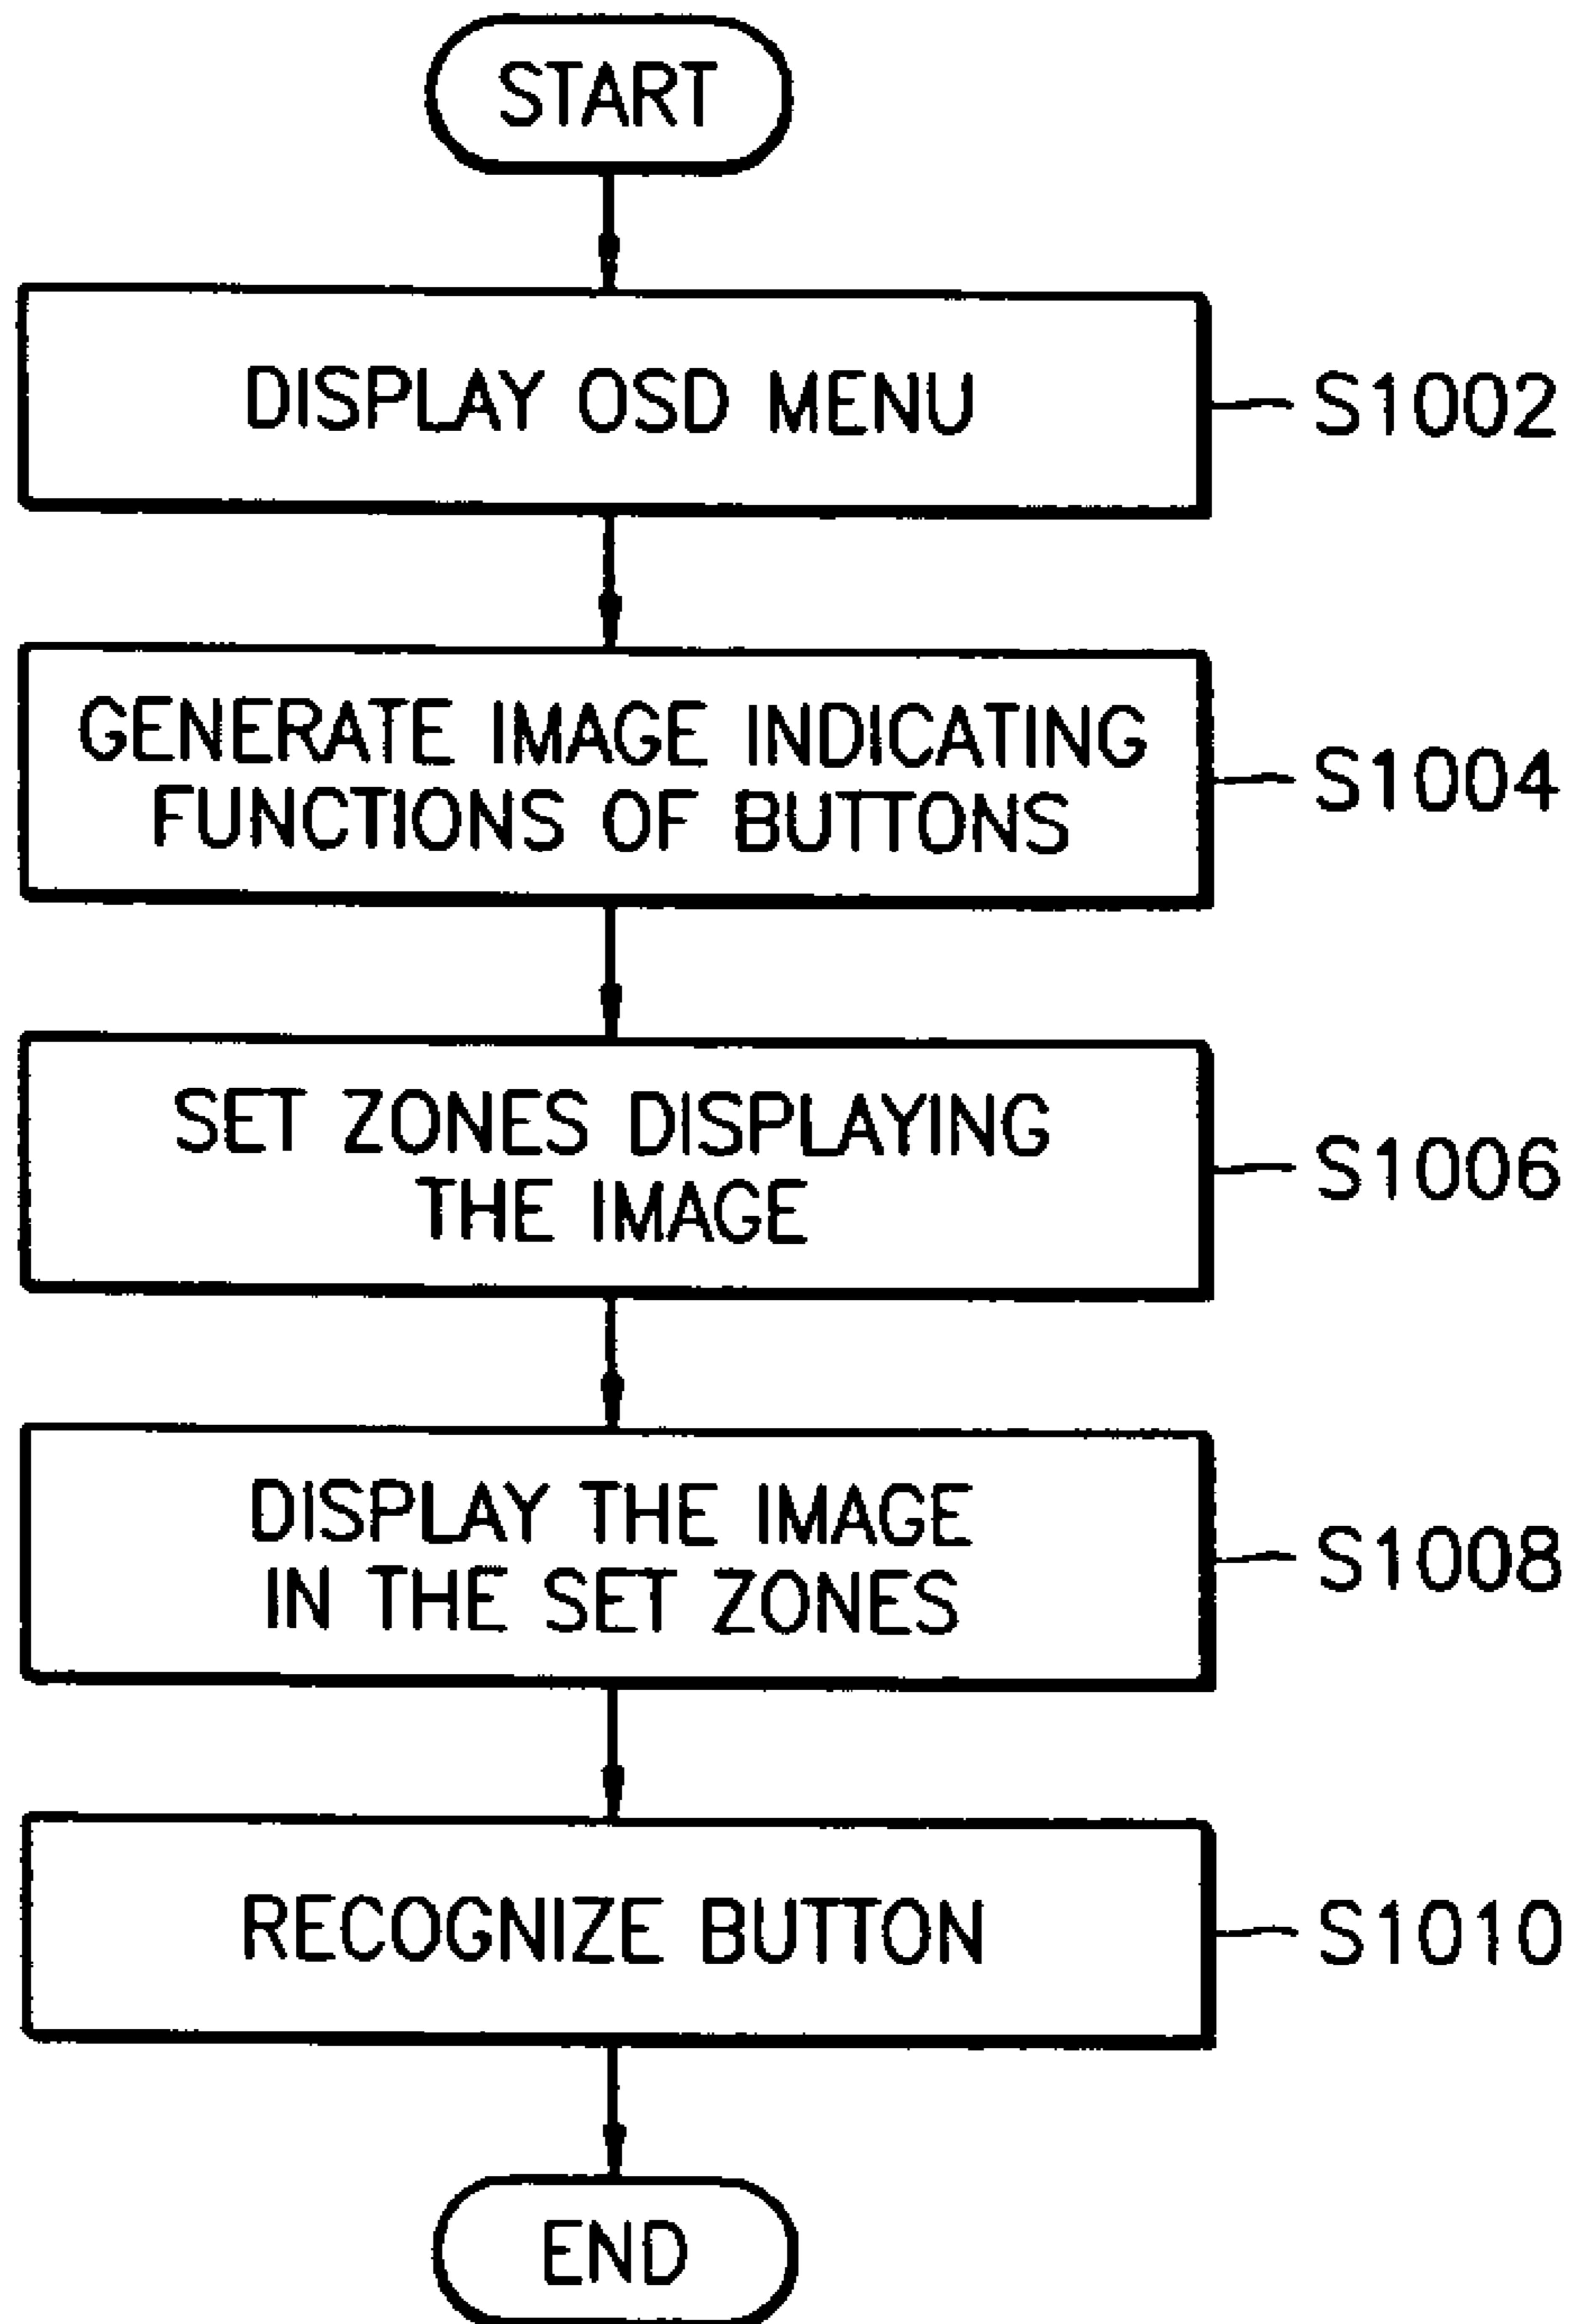 START
DISPLAY OSD MENU
S1002
GENERATE IMAGE INDICATING
FUNCTIONS OF BUTTONS
S1004
SET ZONES DISPLAYING
THE IMAGE
S1006
DISPLAY THE IMAGE
IN THE SET ZONES
S1008
RECOGNIZE BUTTON
S1010
END